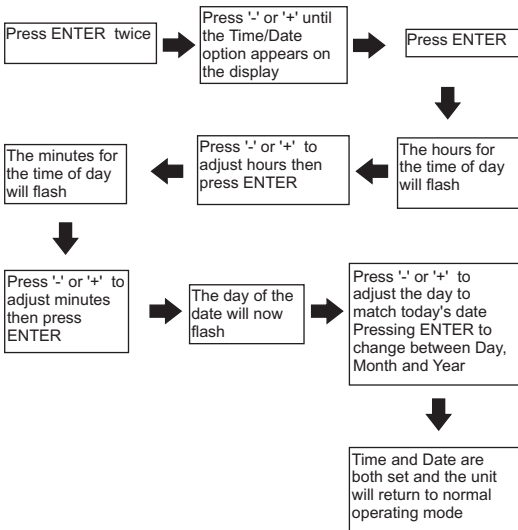 Press ENTER twice
Press '-' or '+' until
the Time/Date
option appears on
the display
Press ENTER
The hours for
the time of day
will flash
Press '-' or '+' to
adjust hours then
press ENTER
The minutes for
the time of day
will flash
Press '-' or '+' to
adjust minutes
then press
ENTER
The day of the
date will now
flash
Press '-' or '+' to
adjust the day to
match today's date
Pressing ENTER to
change between Day,
Month and Year
Time and Date are
both set and the unit
will return to normal
operating mode